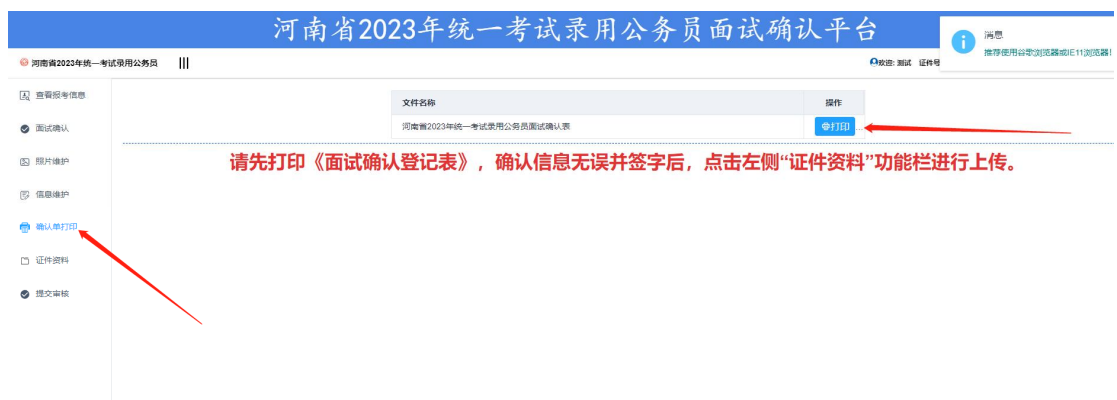 河南省2023年统一考试录用公务员面试确认平台
消息
推荐使用谷歌浏览器或IE11浏览器!
河南省2023年统一考试录用公务员
欢迎: 测试 证件号
查看报考信息
面试确认
照片维护
信息维护
确认单打印
证件资料
提交审核
文件名称 操作
河南省2023年统一考试录用公务员面试确认表 打印
请先打印《面试确认登记表》，确认信息无误并签字后，点击左侧“证件资料”功能栏进行上传。